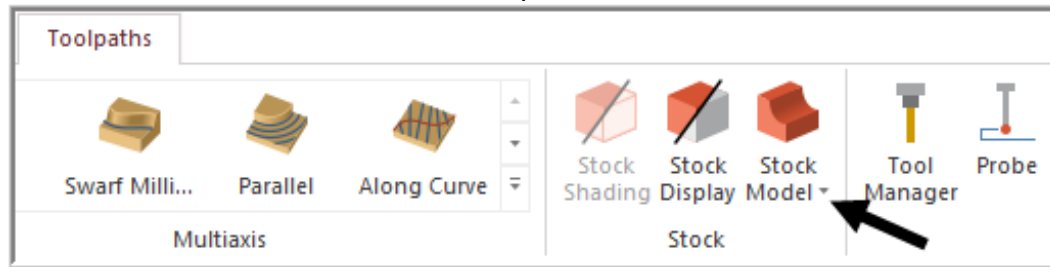 Toolpaths
Swarf Milli...
Parallel
Along Curve
Multiaxis
Stock
Shading
Stock
Display
Stock
Model
Stock
Tool
Manager
Probe